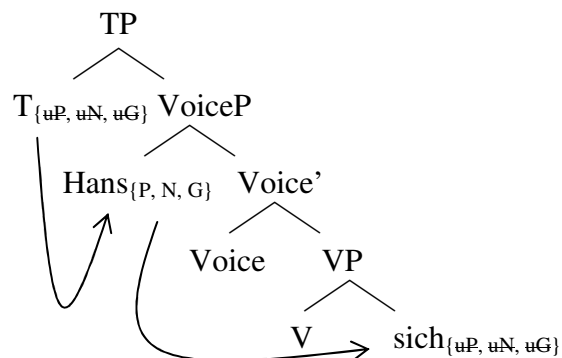 TP
T{uP, uN, uG} VoiceP
Hans{P, N, G} Voice’
Voice VP
V sich{uP, uN, uG}